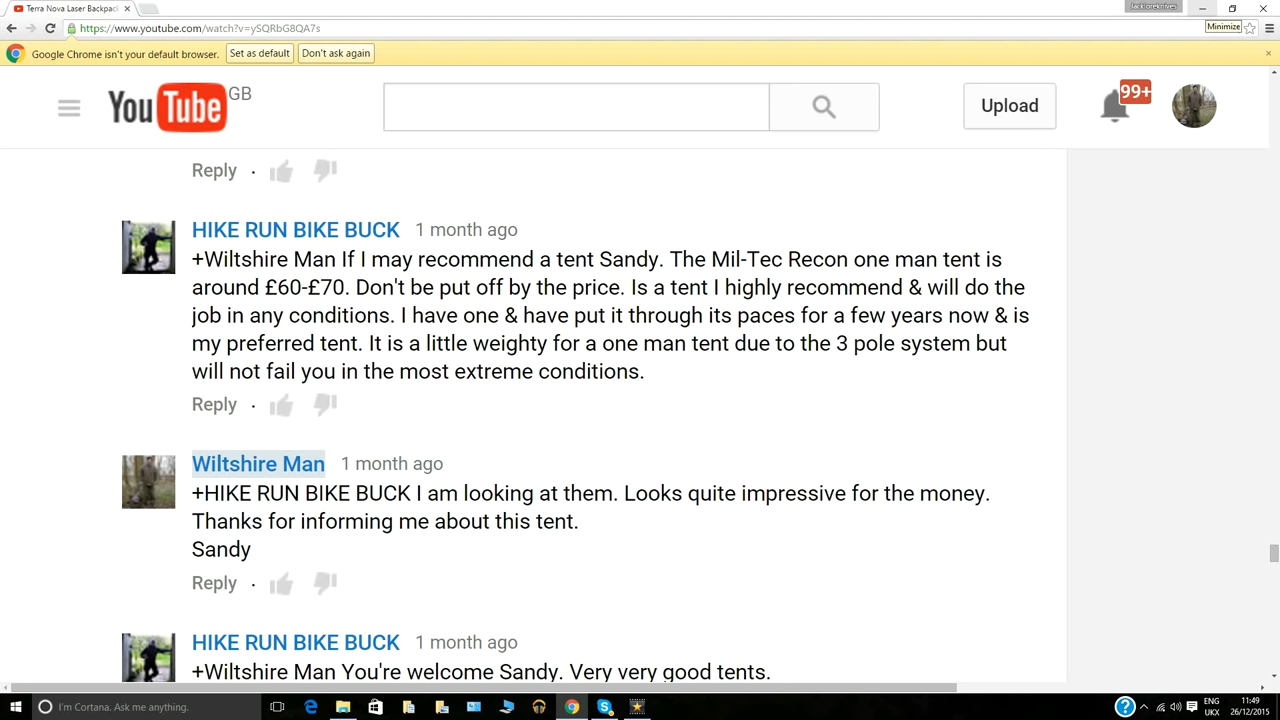 Terra Nova Laser Backpack
Jacklorekrives
https://www.youtube.com/watch?v=ySQRbG8QA7s
Minimize
Google Chrome isn't your default browser. Set as default Don't ask again
YouTube GB
Upload
99+
Reply ·
HIKE RUN BIKE BUCK 1 month ago
+Wiltshire Man If I may recommend a tent Sandy. The Mil-Tec Recon one man tent is
around £60-£70. Don't be put off by the price. Is a tent I highly recommend & will do the
job in any conditions. I have one & have put it through its paces for a few years now & is
my preferred tent. It is a little weighty for a one man tent due to the 3 pole system but
will not fail you in the most extreme conditions.
Reply ·
Wiltshire Man 1 month ago
+HIKE RUN BIKE BUCK I am looking at them. Looks quite impressive for the money.
Thanks for informing me about this tent.
Sandy
Reply ·
HIKE RUN BIKE BUCK 1 month ago
+Wiltshire Man You're welcome Sandy. Very very good tents.
I'm Cortana. Ask me anything.
ENG 11:49
UKX 26/12/2015